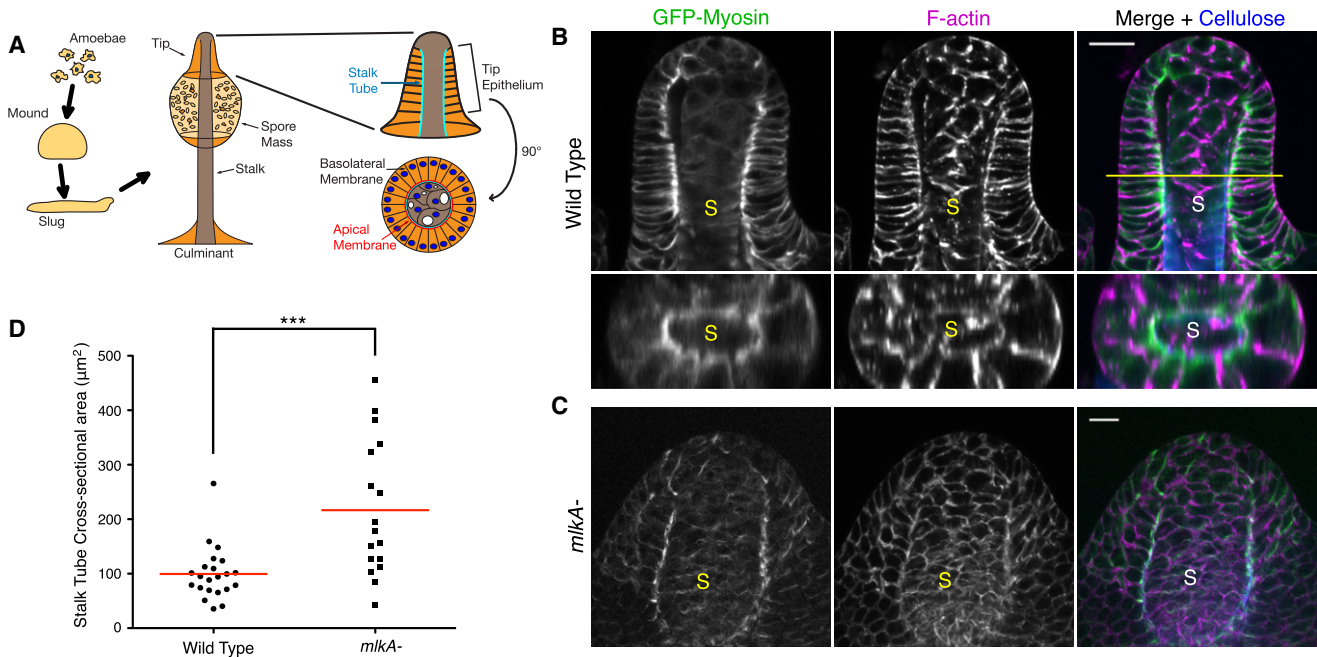 A
Amoebae
Mound
Slug
Tip
Spore
Mass
Stalk
Culminant
Stalk
Tube
Tip
Epithelium
90°
Basolateral
Membrane
Apical
Membrane
GFP-Myosin
F-actin
Merge + Cellulose
B
Wild Type
S
S
S
S
S
S
C
mlkA-
S
S
S
D
***
Stalk Tube Cross-sectional area (µm²)
500
400
300
200
100
0
Wild Type
mlkA-